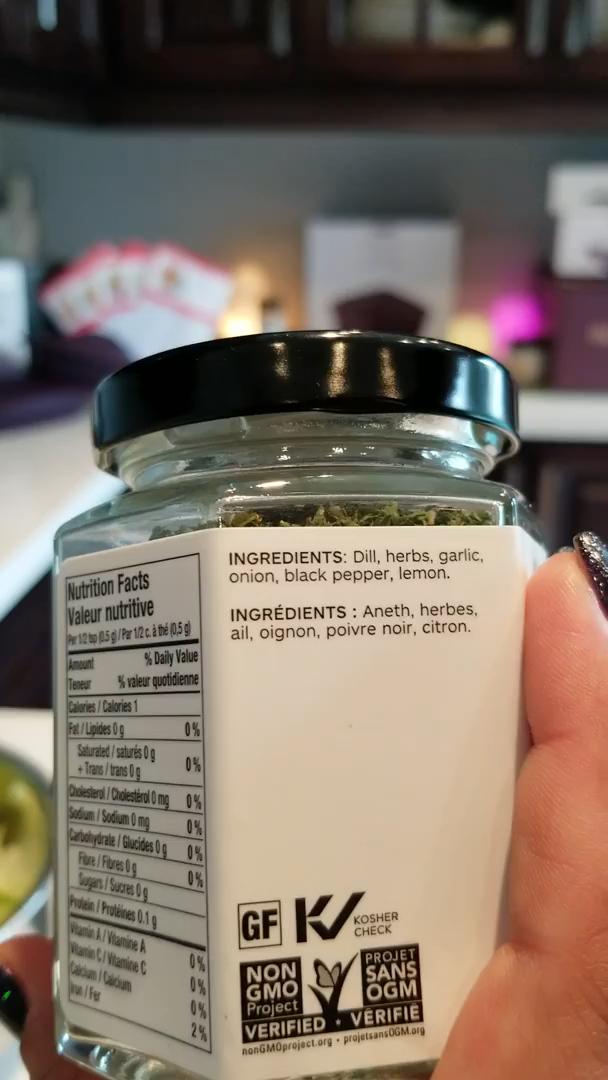 Nutrition Facts
Valeur nutritive
Per 1/2 tsp (0.5 g) / Par 1/2 c. à thé (0,5 g)
Amount % Daily Value
Teneur % valeur quotidienne
Calories / Calories 1
Fat / Lipides 0 g 0 %
Saturated / saturés 0 g
+ Trans / trans 0 g 0 %
Cholesterol / Cholestérol 0 mg 0 %
Sodium / Sodium 0 mg 0 %
Carbohydrate / Glucides 0 g 0 %
Fibre / Fibres 0 g 0 %
Sugars / Sucres 0 g
Protein / Protéines 0.1 g
Vitamin A / Vitamine A 0 %
Vitamin C / Vitamine C 0 %
Calcium / Calcium 0 %
Iron / Fer 2 %
INGREDIENTS: Dill, herbs, garlic,
onion, black pepper, lemon.
INGRÉDIENTS : Aneth, herbes,
ail, oignon, poivre noir, citron.
GF
KOSHER
CHECK
NON
GMO
Project
VERIFIED
PROJET
SANS
OGM
VÉRIFIÉ
nonGMOproject.org • projetsansOGM.org